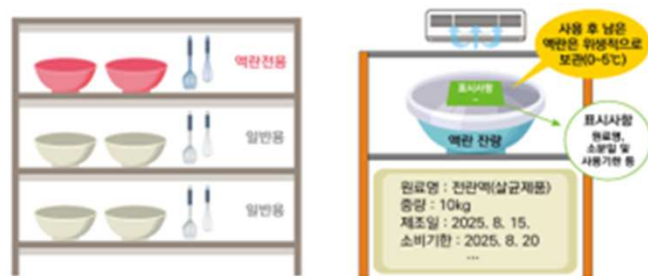 액란전용
일반용
일반용
사용 후 남은
액란은 위생적으로
보관(0~5℃)
표시사항
액란 잔량
표시사항
원료명,
소분일 및
사용기한 등
원료명 : 전란액(살균제품)
중량 : 10kg
제조일 : 2025. 8. 15.
소비기한 : 2025. 8. 20
...